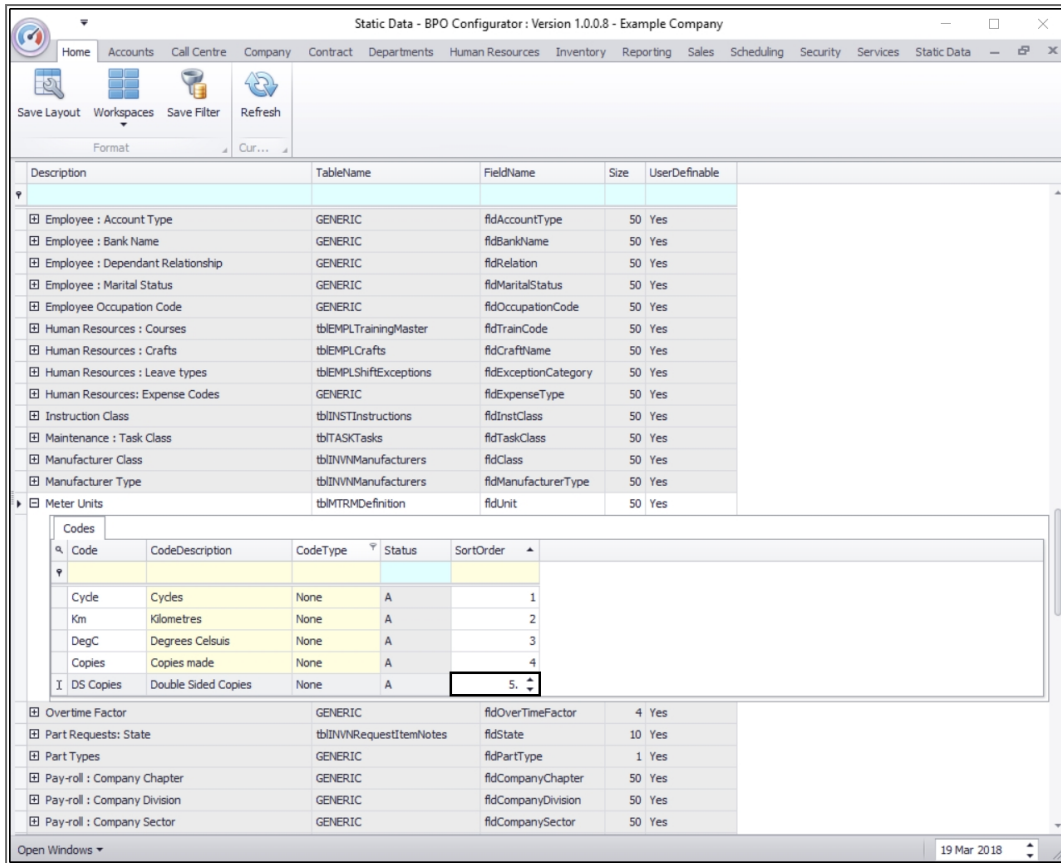 Static Data - BPO Configurator : Version 1.0.0.8 - Example Company
Home Accounts Call Centre Company Contract Departments Human Resources Inventory Reporting Sales Scheduling Security Services Static Data
Save Layout Workspaces Save Filter Refresh
Format Cur...
Description TableName FieldName Size UserDefinable
Employee : Account Type GENERIC fldAccountType 50 Yes
Employee : Bank Name GENERIC fldBankName 50 Yes
Employee : Dependant Relationship GENERIC fldRelation 50 Yes
Employee : Marital Status GENERIC fldMaritalStatus 50 Yes
Employee Occupation Code GENERIC fldOccupationCode 50 Yes
Human Resources : Courses tblEMPLTrainingMaster fldTrainCode 50 Yes
Human Resources : Crafts tblEMPLCrafts fldCraftName 50 Yes
Human Resources : Leave types tblEMPLShiftExceptions fldExceptionCategory 50 Yes
Human Resources: Expense Codes GENERIC fldExpenseType 50 Yes
Instruction Class tblINSTInstructions fldInstClass 50 Yes
Maintenance : Task Class tblTASKTasks fldTaskClass 50 Yes
Manufacturer Class tblINVNManufacturers fldClass 50 Yes
Manufacturer Type tblINVNManufacturers fldManufacturerType 50 Yes
Meter Units tblMTRMDefinition fldUnit 50 Yes
Codes
Code CodeDescription CodeType Status SortOrder
Cycle Cycles None A 1
Km Kilometres None A 2
DegC Degrees Celsuis None A 3
Copies Copies made None A 4
DS Copies Double Sided Copies None A 5.
Overtime Factor GENERIC fldOverTimeFactor 4 Yes
Part Requests: State tblINVNRequestItemNotes fldState 10 Yes
Part Types GENERIC fldPartType 1 Yes
Pay-roll : Company Chapter GENERIC fldCompanyChapter 50 Yes
Pay-roll : Company Division GENERIC fldCompanyDivision 50 Yes
Pay-roll : Company Sector GENERIC fldCompanySector 50 Yes
Open Windows 19 Mar 2018